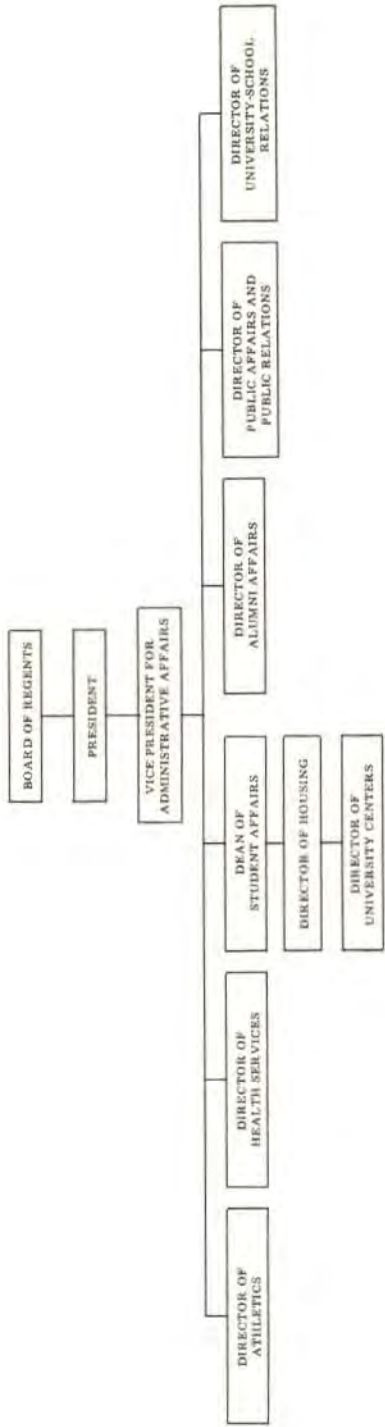 BOARD OF REGENTS
PRESIDENT
VICE PRESIDENT FOR
ADMINISTRATIVE AFFAIRS
DIRECTOR OF
ATHLETICS
DIRECTOR OF
HEALTH SERVICES
DEAN OF
STUDENT AFFAIRS
DIRECTOR OF HOUSING
DIRECTOR OF
UNIVERSITY CENTERS
DIRECTOR OF
ALUMNI AFFAIRS
DIRECTOR OF
PUBLIC AFFAIRS AND
PUBLIC RELATIONS
DIRECTOR OF
UNIVERSITY-SCHOOL
RELATIONS